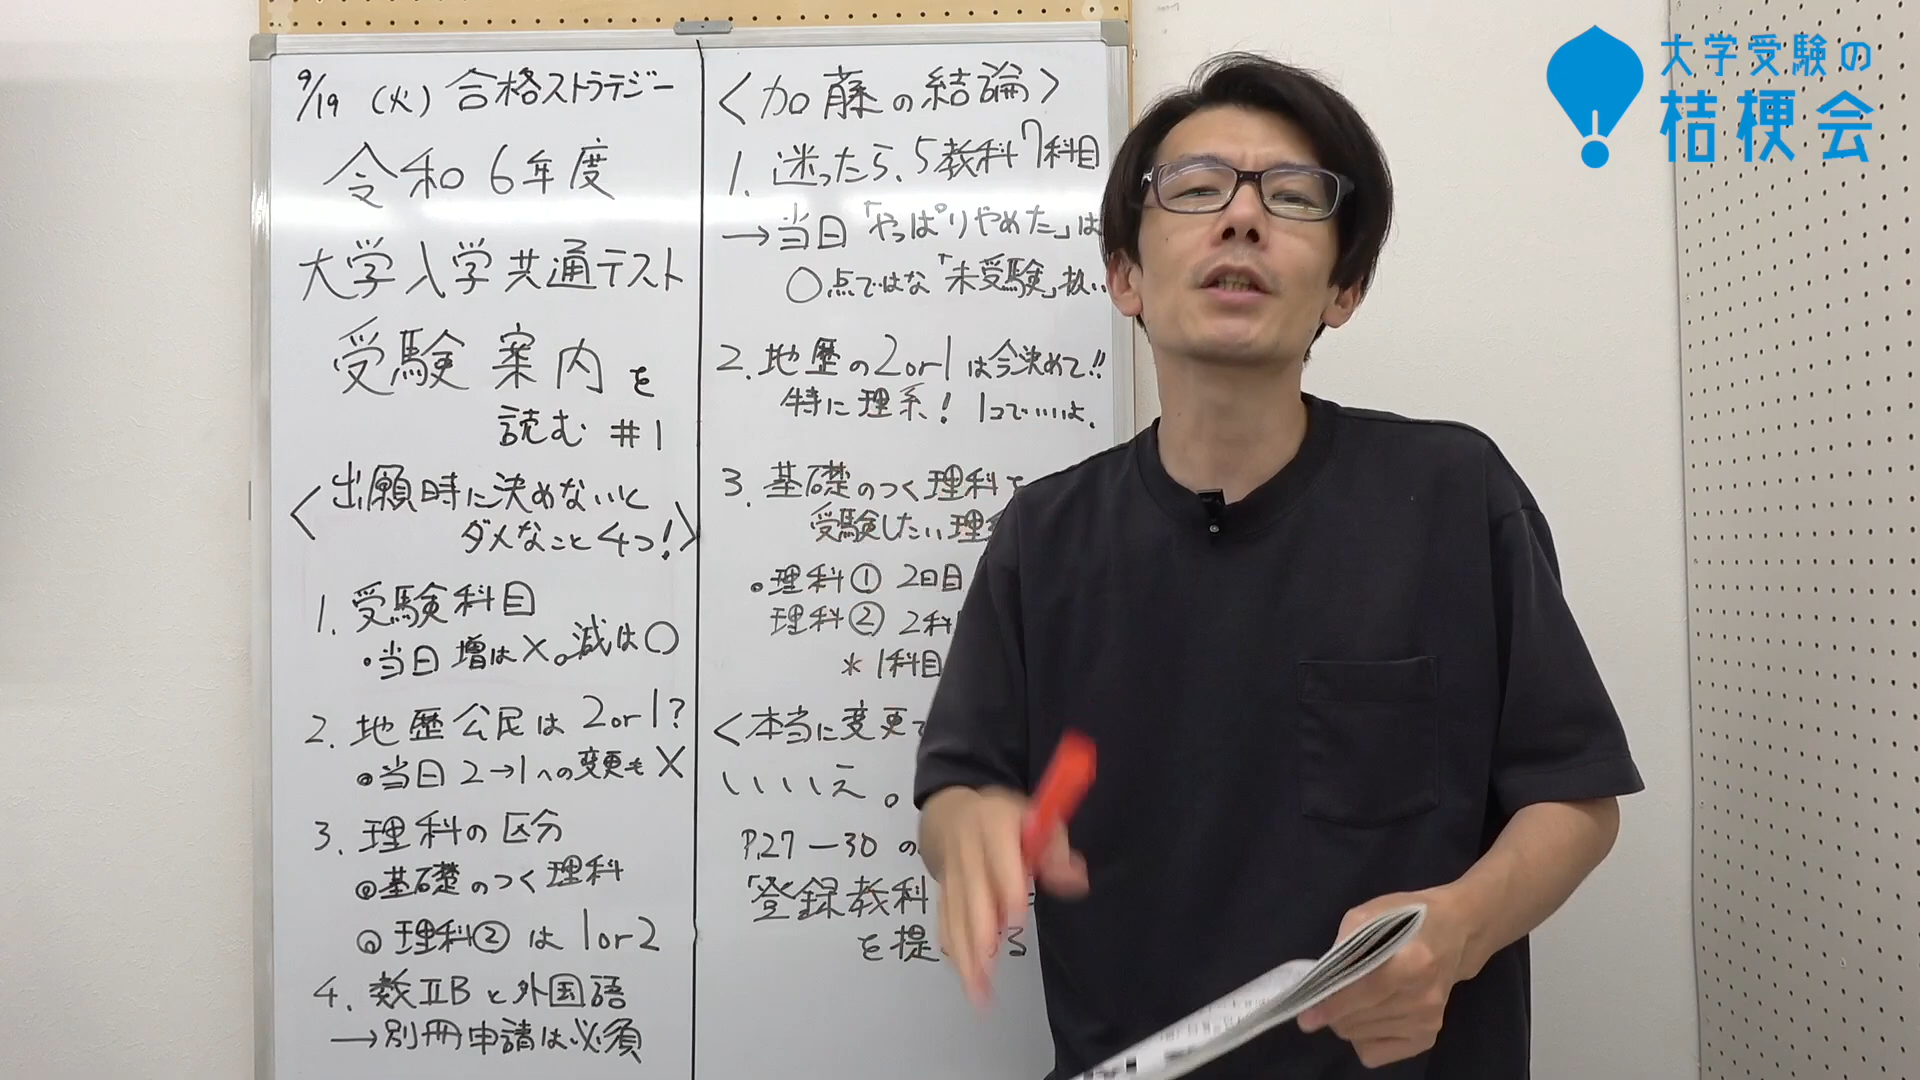 9/19 (火) 合格ストラテジー
令和6年度
大学入学共通テスト
受験案内を
読む #1
〈出願時に決めないと
ダメなこと4つ!〉
1. 受験科目
・当日 増は×。減は○
2. 地歴公民は 2or1?
◎当日 2→1への変更も×
3. 理科の区分
◎基礎のつく理科
◎理科②は 1or2
4. 数ⅡBと外国語
→別冊申請は必須
〈加藤の結論〉
1. 迷ったら、5教科7科目
→当日「やっぱりやめた」は
○点ではな「未受験」扱い
2. 地歴の2or1は今決めて!!
特に理系! 1コでいいよ.
3. 基礎のつく理科を
受験したい理系
。理科① 2日目
理科② 2科
* 1科目
〈本当に変更で
いいいえ。
P.27-30 の
「登録教科
を提 る
大学受験の
桔梗会